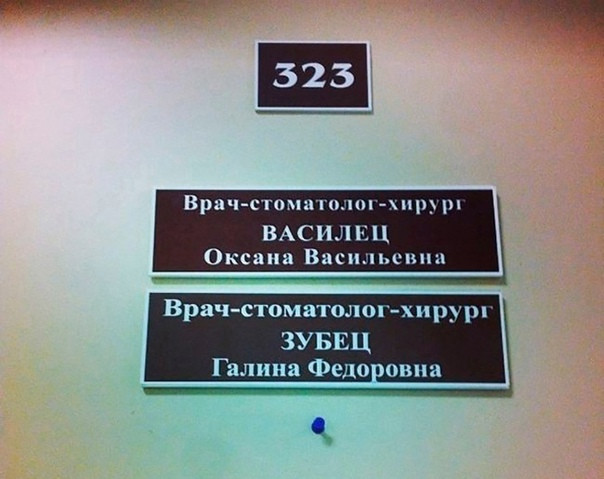 323
Врач-стоматолог-хирург
ВАСИЛЕЦ
Оксана Васильевна
Врач-стоматолог-хирург
ЗУБЕЦ
Галина Федоровна